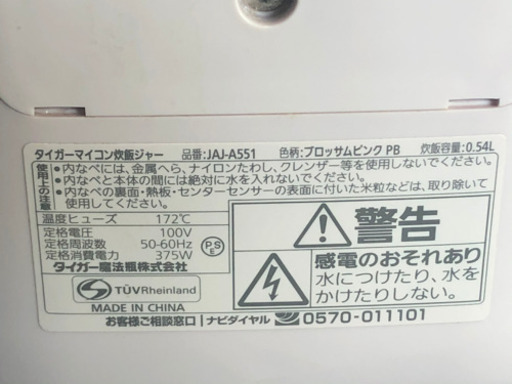 タイガーマイコン炊飯ジャー 品番:JAJ-A551 色柄:ブロッサムピンク PB 炊飯容量:0.54L
使用上の注意
・内なべには、金属へら、ナイロンたわし、クレンザー等を使用しないでください。
・内なべと本体の間には絶対に水を入れないでください。
・内なべの裏面・熱板・センターセンサーの表面に付いた米粒などは、取り除いて
使用してください。
温度ヒューズ 172℃
定格電圧 100V
定格周波数 50-60Hz
定格消費電力 375W
タイガー魔法瓶株式会社
PSE
TÜVRheinland
MADE IN CHINA
警告
感電のおそれあり
水につけたり、水を
かけたりしない。
お客様ご相談窓口 ナビダイヤル 0570-011101